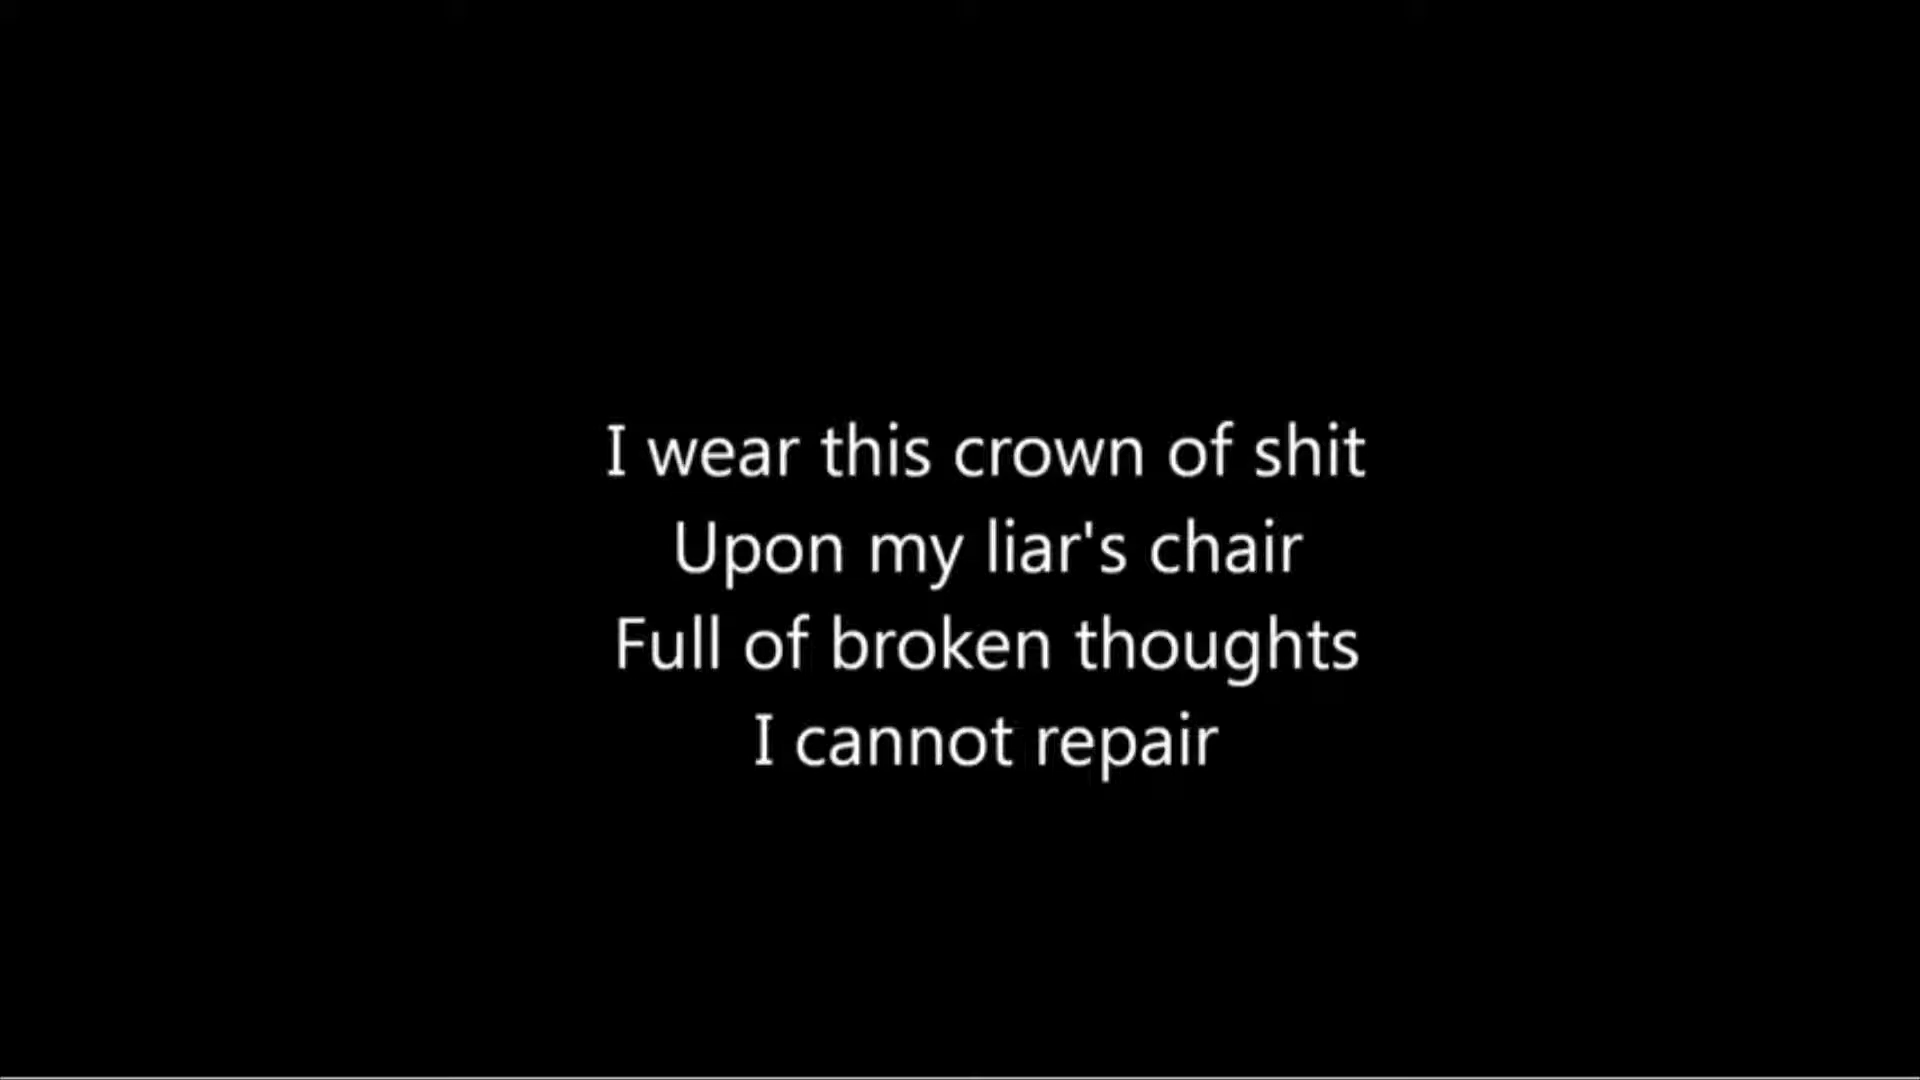 I wear this crown of shit
Upon my liar's chair
Full of broken thoughts
I cannot repair